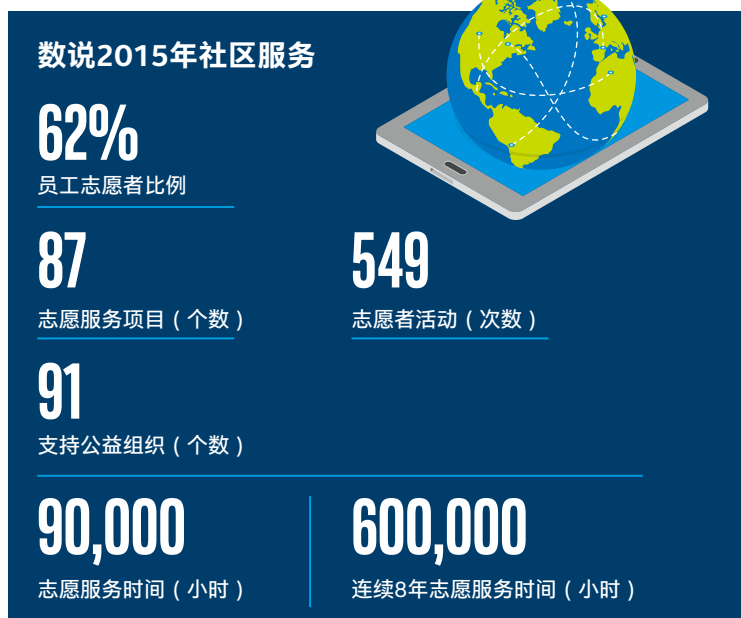 数说2015年社区服务
62%
员工志愿者比例
87
志愿服务项目（个数）
549
志愿者活动（次数）
91
支持公益组织（个数）
90,000
志愿服务时间（小时）
600,000
连续8年志愿服务时间（小时）